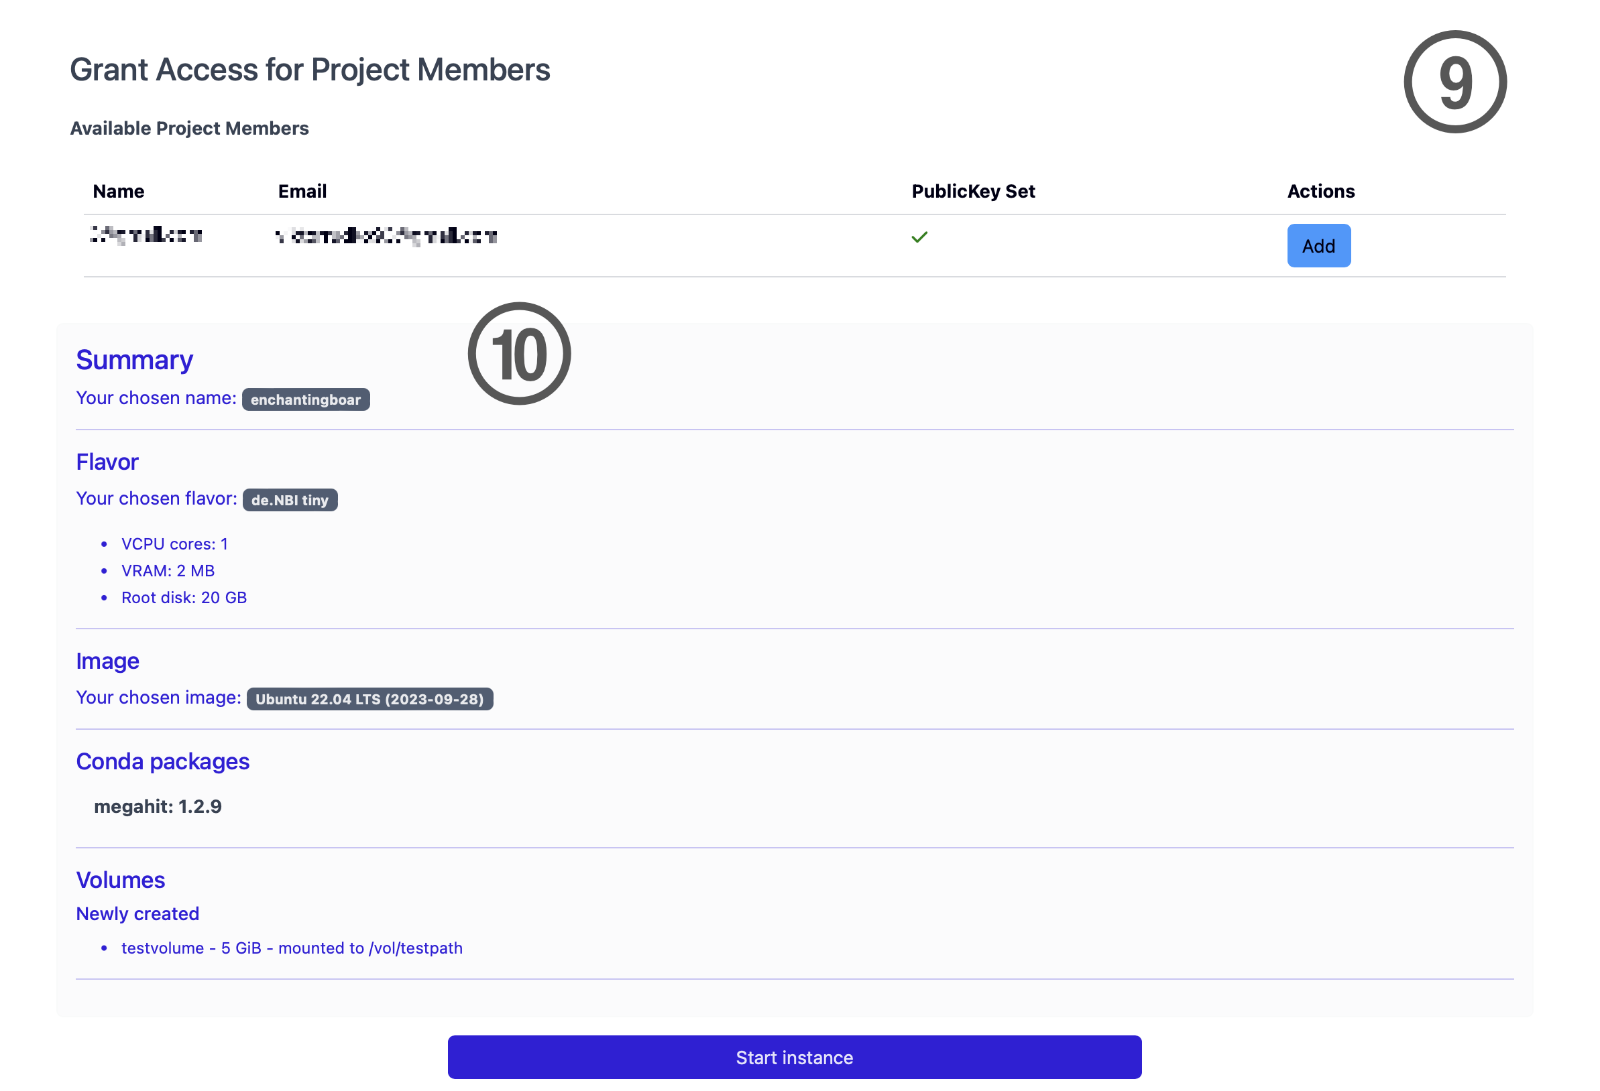 Grant Access for Project Members
9
Available Project Members
Name Email PublicKey Set Actions
Add
10
Summary
Your chosen name: enchantingboar
Flavor
Your chosen flavor: de.NBI tiny
• VCPU cores: 1
• VRAM: 2 MB
• Root disk: 20 GB
Image
Your chosen image: Ubuntu 22.04 LTS (2023-09-28)
Conda packages
megahit: 1.2.9
Volumes
Newly created
• testvolume - 5 GiB - mounted to /vol/testpath
Start instance